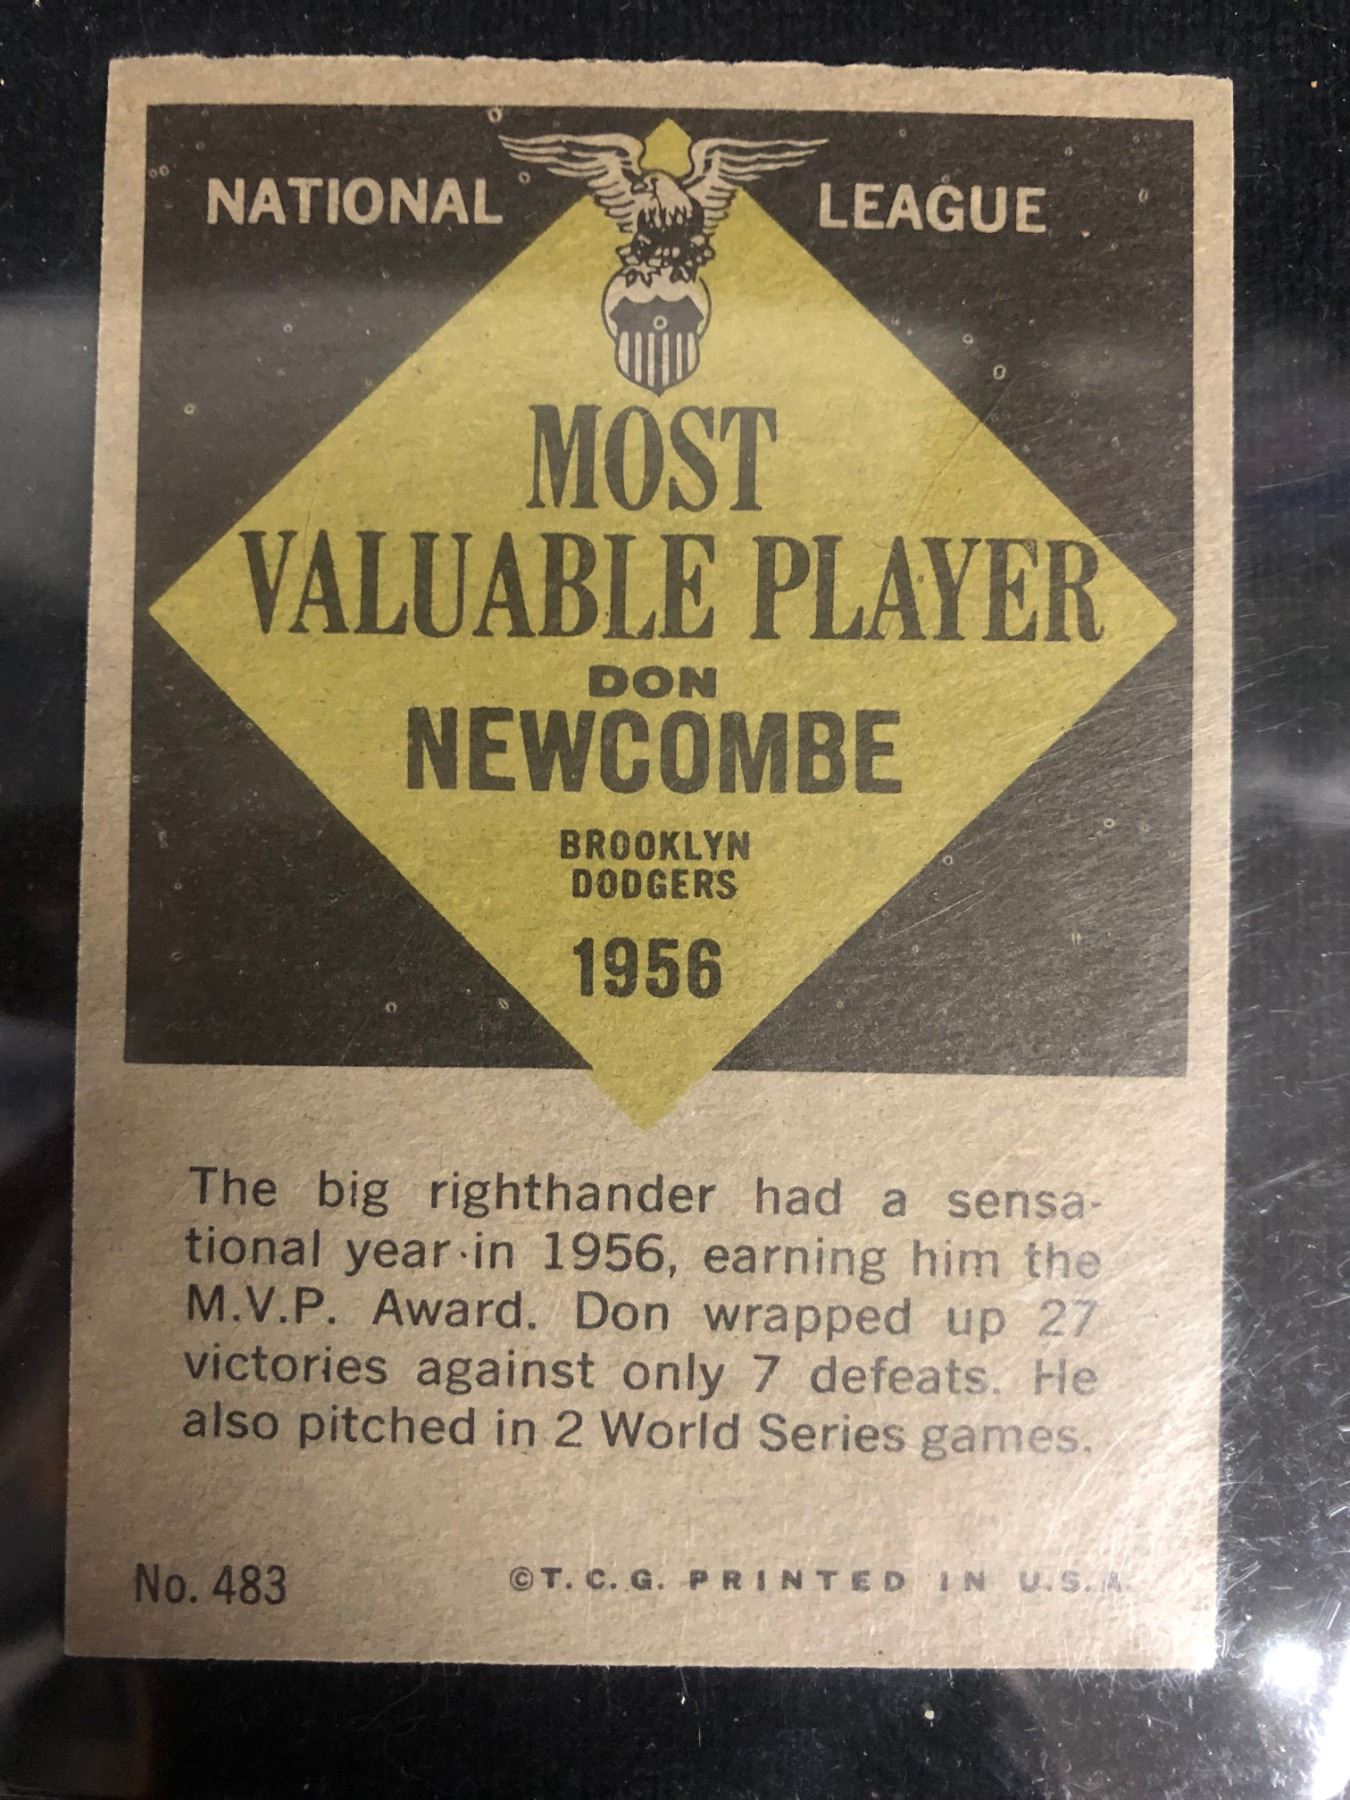 NATIONAL LEAGUE
MOST
VALUABLE PLAYER
DON
NEWCOMBE
BROOKLYN
DODGERS
1956
The big righthander had a sensa-
tional year in 1956, earning him the
M.V.P. Award. Don wrapped up 27
victories against only 7 defeats. He
also pitched in 2 World Series games.
No. 483 ©T.C.G. PRINTED IN U.S.A.